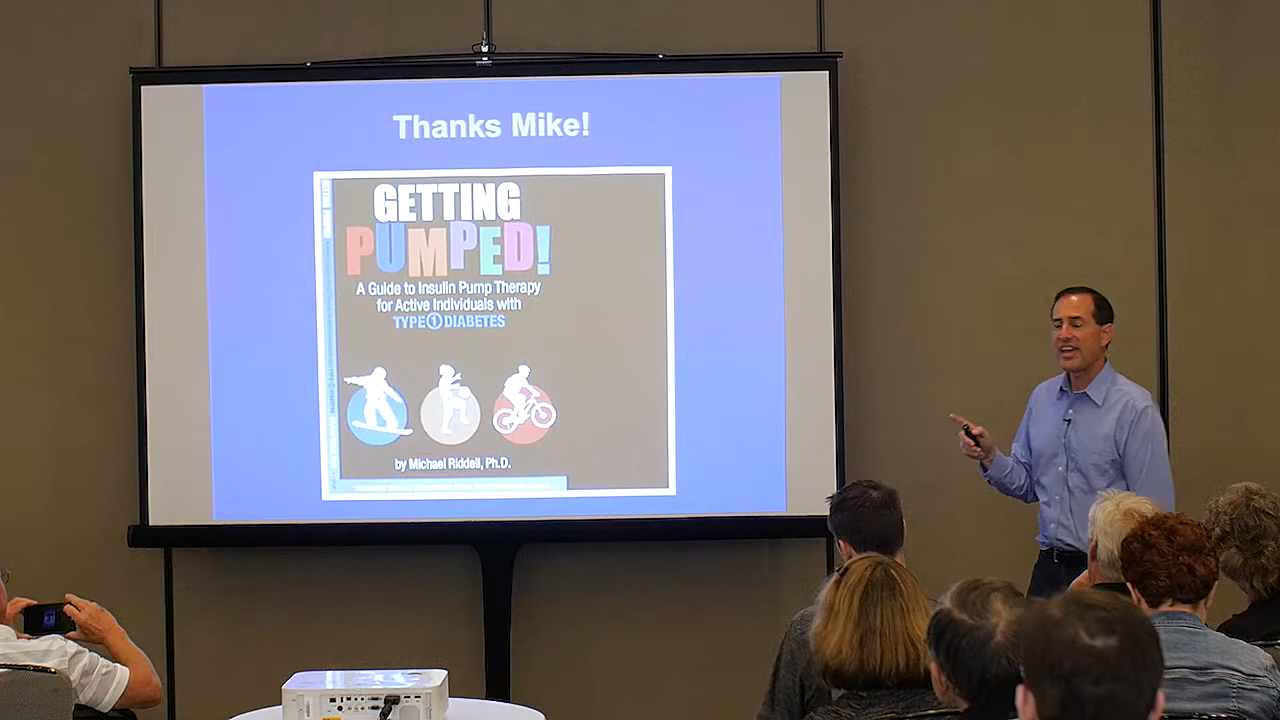 Thanks Mike!
GETTING
PUMPED!
A Guide to Insulin Pump Therapy
for Active Individuals with
TYPE 1 DIABETES
by Michael Riddell, Ph.D.